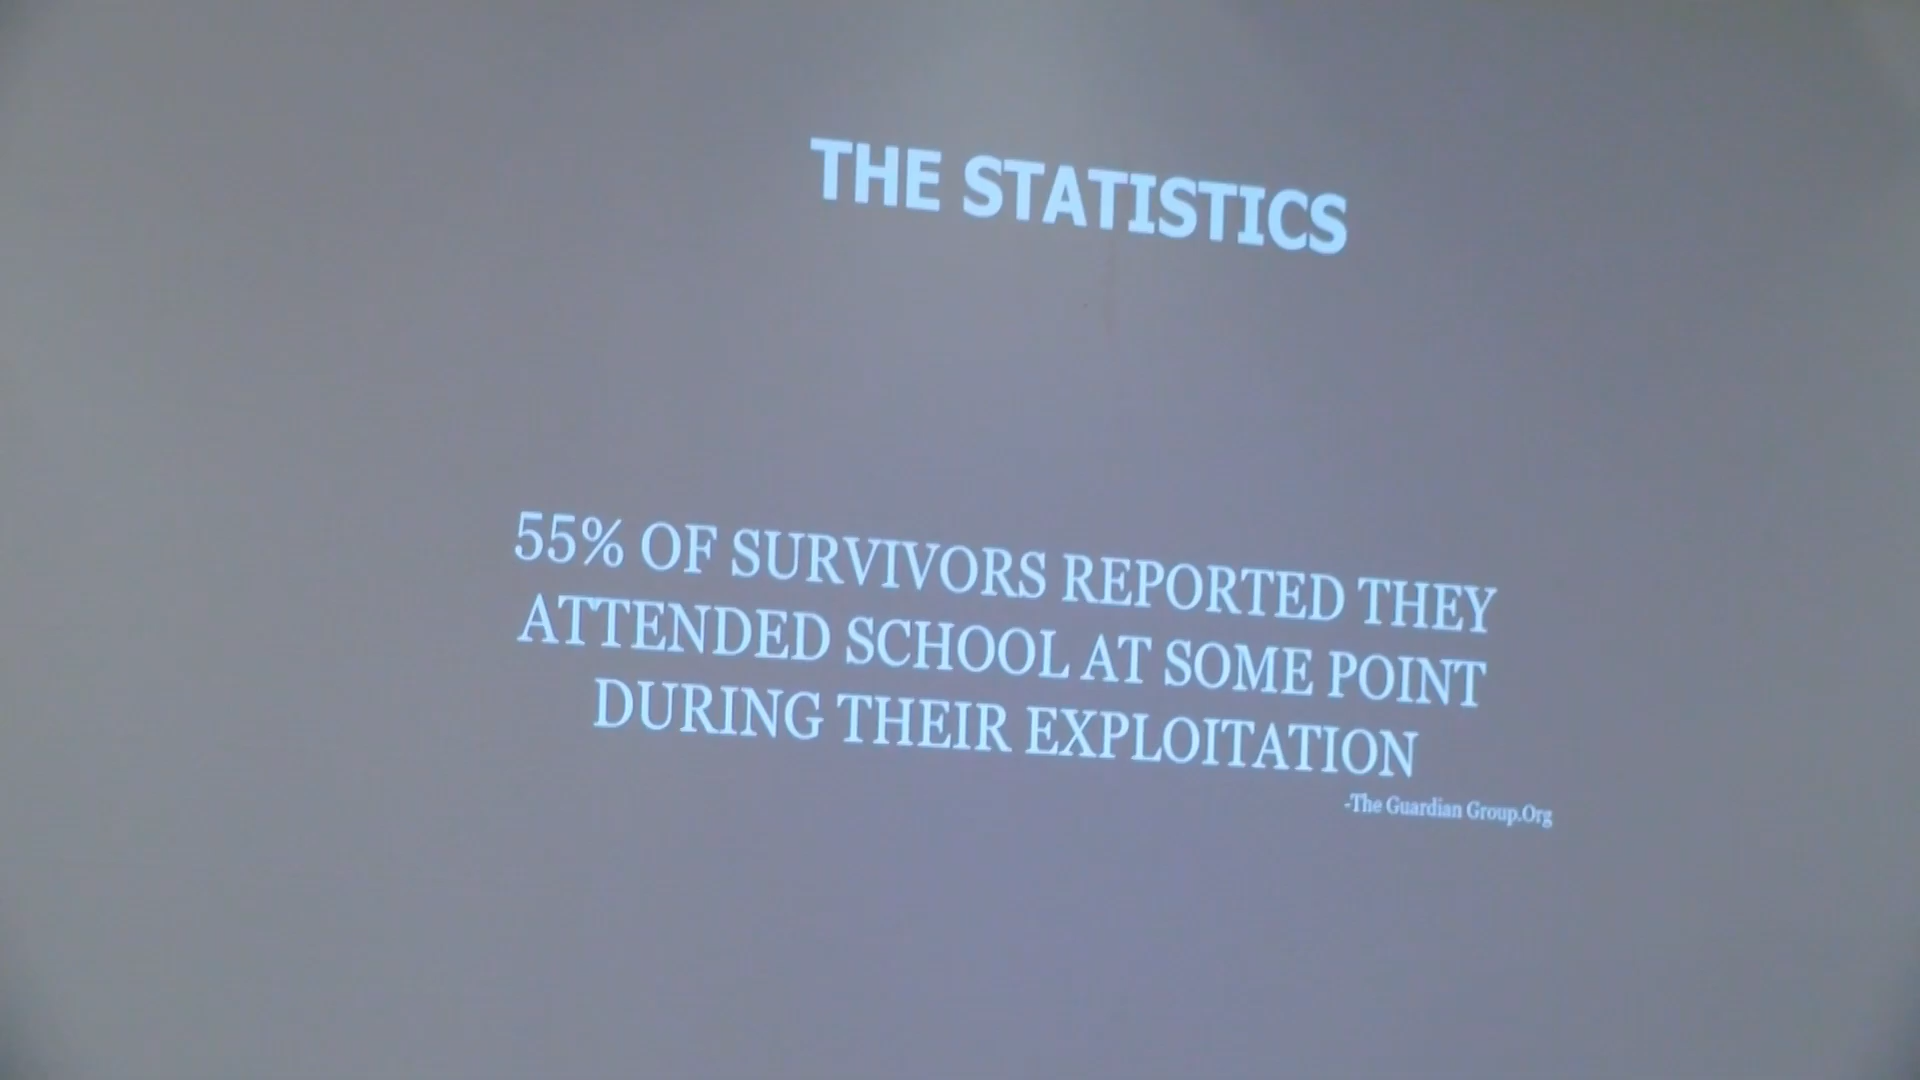 THE STATISTICS
55% OF SURVIVORS REPORTED THEY
ATTENDED SCHOOL AT SOME POINT
DURING THEIR EXPLOITATION
-The Guardian Group.Org